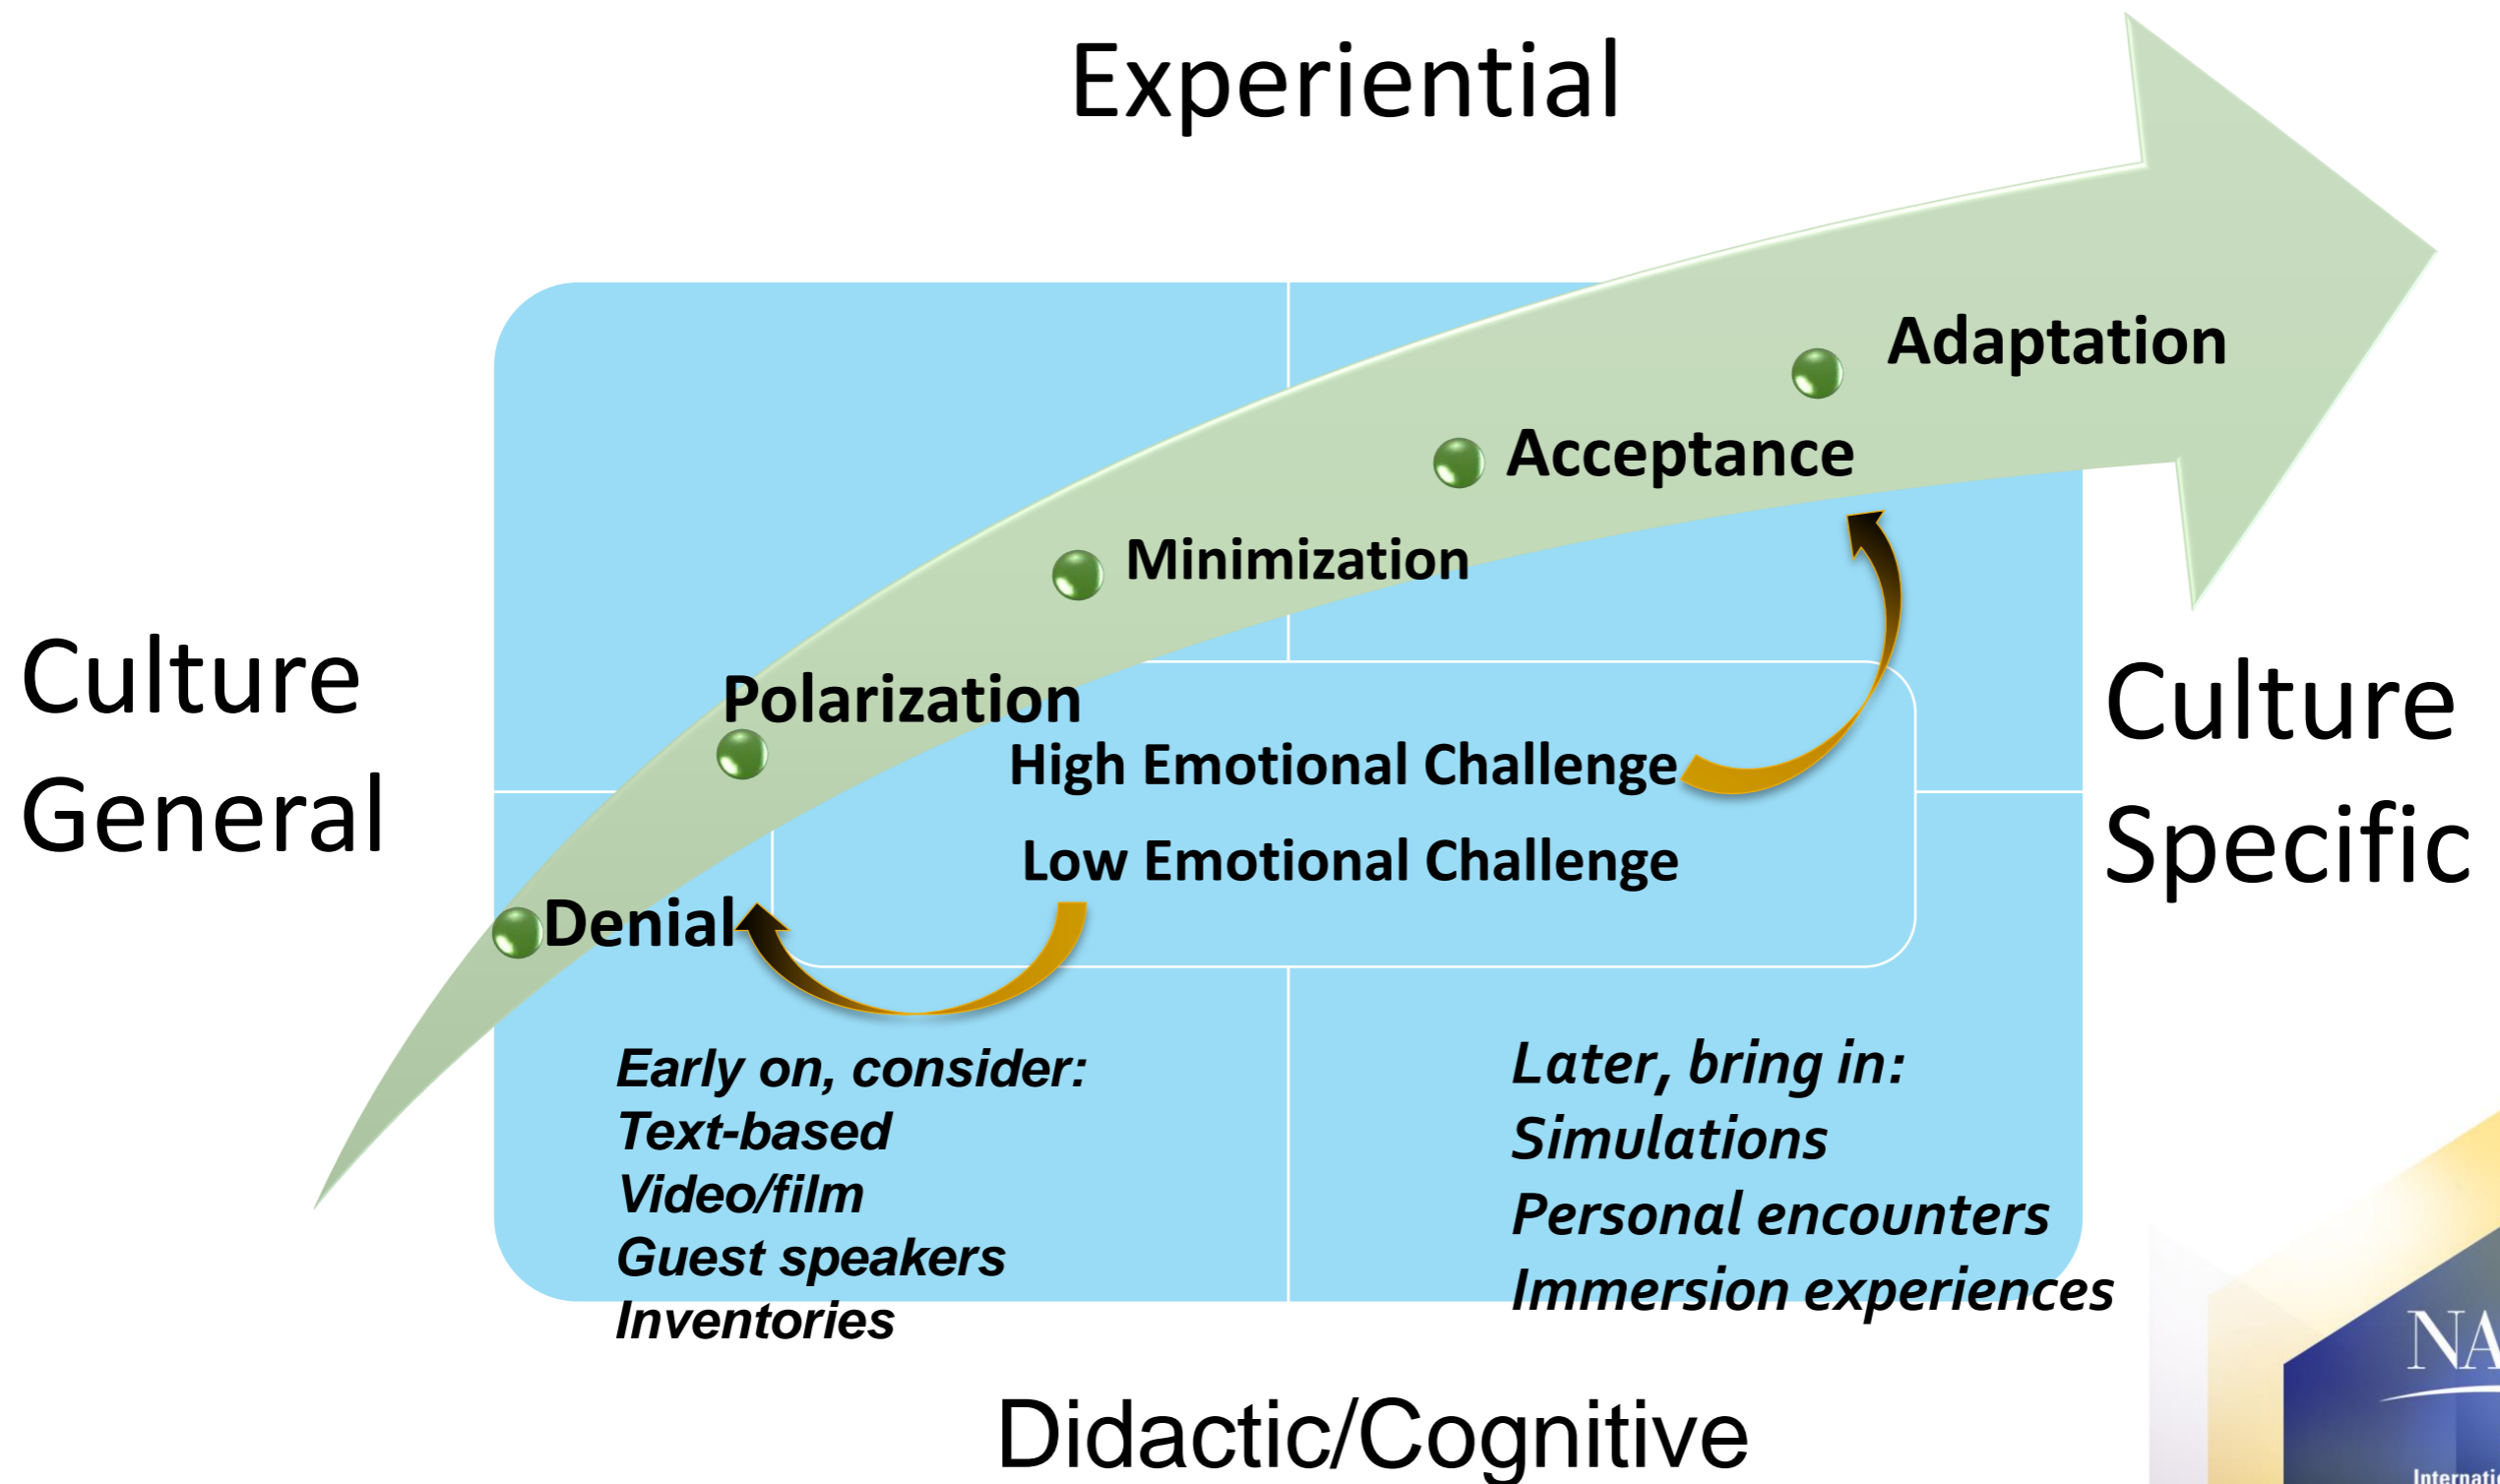 Experiential
Adaptation
Acceptance
Minimization
Culture
General
Polarization
High Emotional Challenge
Low Emotional Challenge
Culture
Specific
Denial
Early on, consider:
Text-based
Video/film
Guest speakers
Inventories
Later, bring in:
Simulations
Personal encounters
Immersion experiences
Didactic/Cognitive